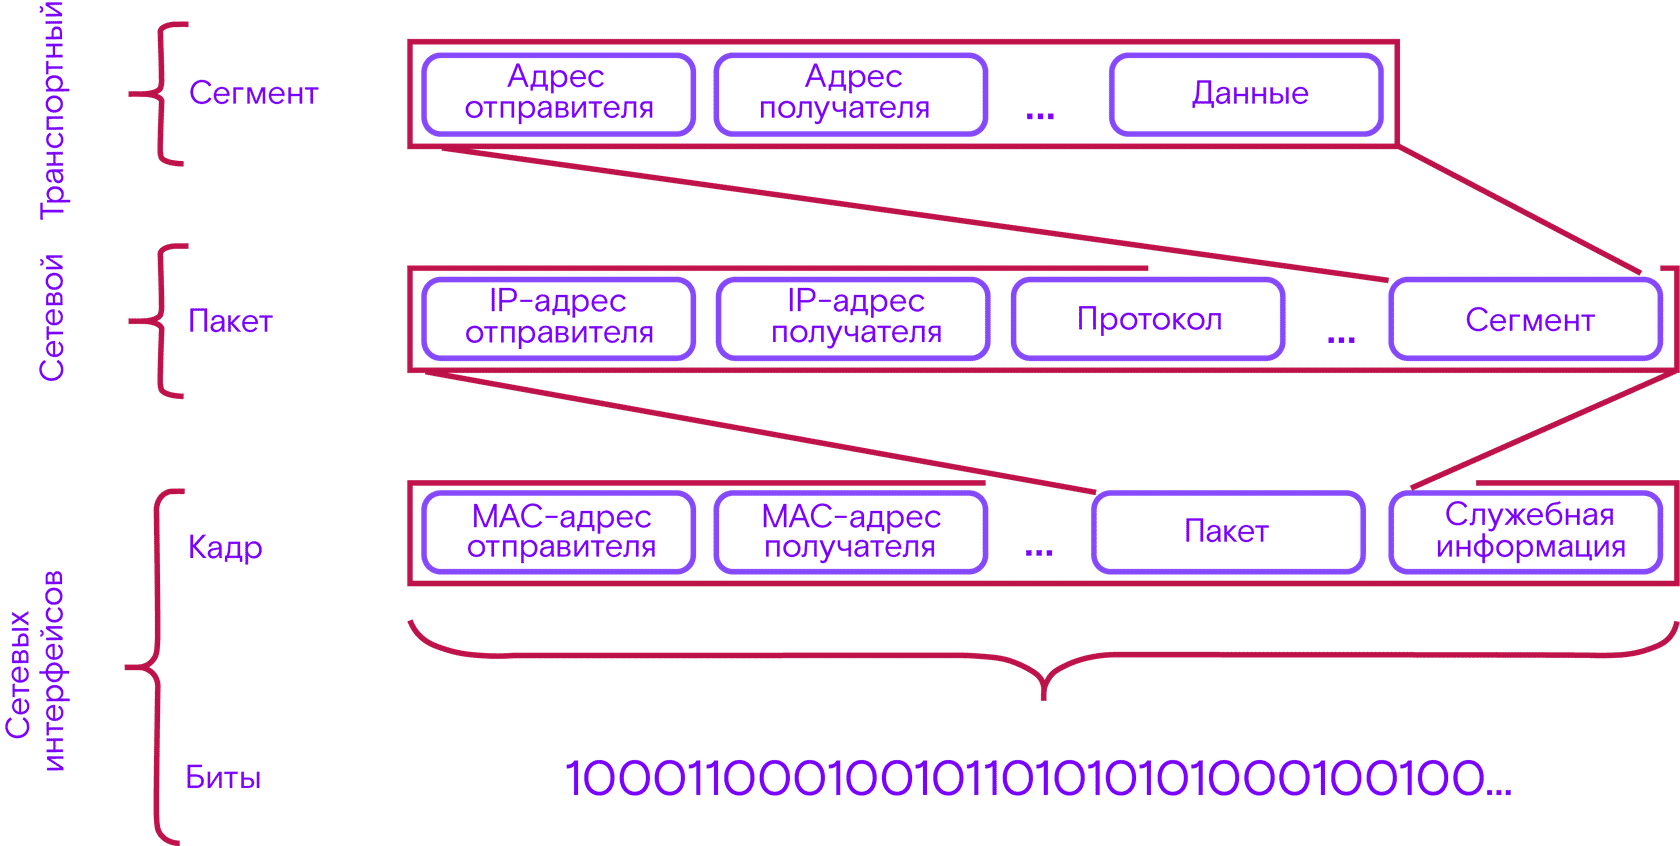 Транспортный
Сегмент
Адрес
отправителя
Адрес
получателя
...
Данные
Сетевой
Пакет
IP-адрес
отправителя
IP-адрес
получателя
Протокол
...
Сегмент
Сетевых
интерфейсов
Кадр
MAC-адрес
отправителя
MAC-адрес
получателя
...
Пакет
Служебная
информация
Биты
100011000100101101010101000100100...